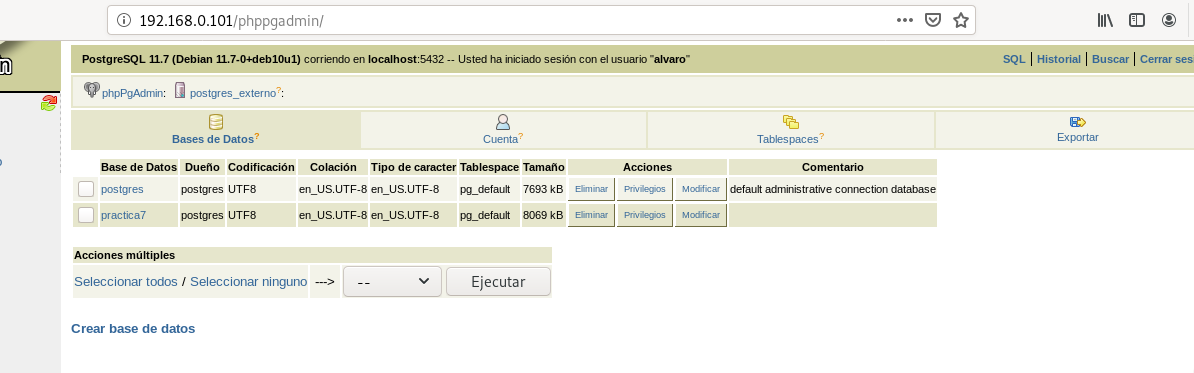 192.168.0.101/phppgadmin/
PostgreSQL 11.7 (Debian 11.7-0+deb10u1) corriendo en localhost:5432 -- Usted ha iniciado sesión con el usuario "alvaro"
SQL Historial Buscar Cerrar ses
phpPgAdmin: postgres_externo?:
Bases de Datos? Cuenta? Tablespaces? Exportar
Base de Datos Dueño Codificación Colación Tipo de caracter Tablespace Tamaño Acciones Comentario
postgres postgres UTF8 en_US.UTF-8 en_US.UTF-8 pg_default 7693 kB Eliminar Privilegios Modificar default administrative connection database
practica7 postgres UTF8 en_US.UTF-8 en_US.UTF-8 pg_default 8069 kB Eliminar Privilegios Modificar
Acciones múltiples
Seleccionar todos / Seleccionar ninguno ---> -- Ejecutar
Crear base de datos